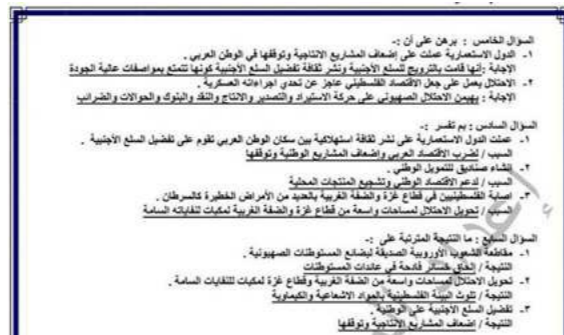 السؤال الخامس : برهن على أن :-
١- الدول الاستعمارية عملت على إضعاف المشاريع الانتاجية وتوقفها في الوطن العربي .
الاجابة : أنها قامت بالترويج للسلع الأجنبية ونشر ثقافة تفضيل السلع الأجنبية كونها تتمتع بمواصفات عالية الجودة
٢- الاحتلال يعمل على جعل الاقتصاد الفلسطيني عاجز عن تحدي اجراءاته العسكرية .
الاجابة : يهيمن الاحتلال الصهيوني على حركة الاستيراد والتصدير والانتاج والنقد والبنوك والحوالات والضرائب
السؤال السادس : بم تفسر :-
١- عملت الدول الاستعمارية على نشر ثقافة استهلاكية بين سكان الوطن العربي تقوم على تفضيل السلع الأجنبية .
السبب / لضرب الاقتصاد العربي وإضعاف المشاريع الوطنية وتوقفها
٢- إنشاء صناديق للتمويل الوطني .
السبب / لدعم الاقتصاد الوطني وتشجيع المنتجات المحلية
٣- اصابة الفلسطينيين في قطاع غزة والضفة الغربية بالعديد من الأمراض الخطيرة كالسرطان .
السبب / تحويل الاحتلال لمساحات واسعة من قطاع غزة والضفة الغربية لمكبات لنفاياته السامة
السؤال السابع : ما النتيجة المترتبة على :-
١- مقاطعة الشعوب الأوروبية الصديقة لبضائع المستوطنات الصهيونية .
النتيجة / إلحاق خسائر فادحة في عائدات المستوطنات
٢- تحويل الاحتلال لمساحات واسعة من الضفة الغربية وقطاع غزة لمكبات للنفايات السامة .
النتيجة / تلوث البيئة الفلسطينية بالمواد الاشعاعية والكيماوية
٣- تفضيل السلع الأجنبية على الوطنية .
النتيجة / اضعاف المشاريع الانتاجية وتوقفها